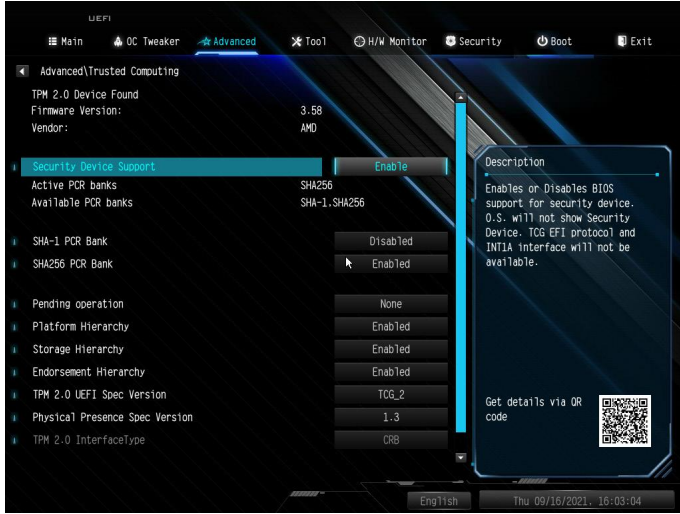 UEFI
Main OC Tweaker Advanced Tool H/W Monitor Security Boot Exit
Advanced\Trusted Computing
TPM 2.0 Device Found
Firmware Version: 3.58
Vendor: AMD
Security Device Support Enable
Active PCR banks SHA256
Available PCR banks SHA-1.SHA256
SHA-1 PCR Bank Disabled
SHA256 PCR Bank Enabled
Pending operation None
Platform Hierarchy Enabled
Storage Hierarchy Enabled
Endorsement Hierarchy Enabled
TPM 2.0 UEFI Spec Version TCG_2
Physical Presence Spec Version 1.3
TPM 2.0 InterfaceType CRB
Description
Enables or Disables BIOS
support for security device.
O.S. will not show Security
Device. TCG EFI protocol and
INT1A interface will not be
available.
Get details via QR
code
English Thu 09/16/2021. 16:03:04